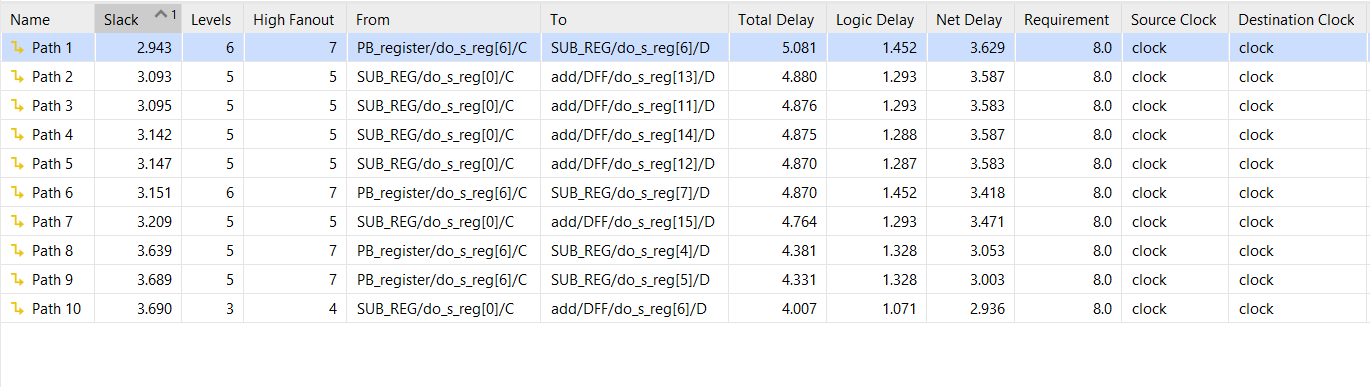 Name Slack 1 Levels High Fanout From To Total Delay Logic Delay Net Delay Requirement Source Clock Destination Clock
Path 1 2.943 6 7 PB_register/do_s_reg[6]/C SUB_REG/do_s_reg[6]/D 5.081 1.452 3.629 8.0 clock clock
Path 2 3.093 5 5 SUB_REG/do_s_reg[0]/C add/DFF/do_s_reg[13]/D 4.880 1.293 3.587 8.0 clock clock
Path 3 3.095 5 5 SUB_REG/do_s_reg[0]/C add/DFF/do_s_reg[11]/D 4.876 1.293 3.583 8.0 clock clock
Path 4 3.142 5 5 SUB_REG/do_s_reg[0]/C add/DFF/do_s_reg[14]/D 4.875 1.288 3.587 8.0 clock clock
Path 5 3.147 5 5 SUB_REG/do_s_reg[0]/C add/DFF/do_s_reg[12]/D 4.870 1.287 3.583 8.0 clock clock
Path 6 3.151 6 7 PB_register/do_s_reg[6]/C SUB_REG/do_s_reg[7]/D 4.870 1.452 3.418 8.0 clock clock
Path 7 3.209 5 5 SUB_REG/do_s_reg[0]/C add/DFF/do_s_reg[15]/D 4.764 1.293 3.471 8.0 clock clock
Path 8 3.639 5 7 PB_register/do_s_reg[6]/C SUB_REG/do_s_reg[4]/D 4.381 1.328 3.053 8.0 clock clock
Path 9 3.689 5 7 PB_register/do_s_reg[6]/C SUB_REG/do_s_reg[5]/D 4.331 1.328 3.003 8.0 clock clock
Path 10 3.690 3 4 SUB_REG/do_s_reg[0]/C add/DFF/do_s_reg[6]/D 4.007 1.071 2.936 8.0 clock clock